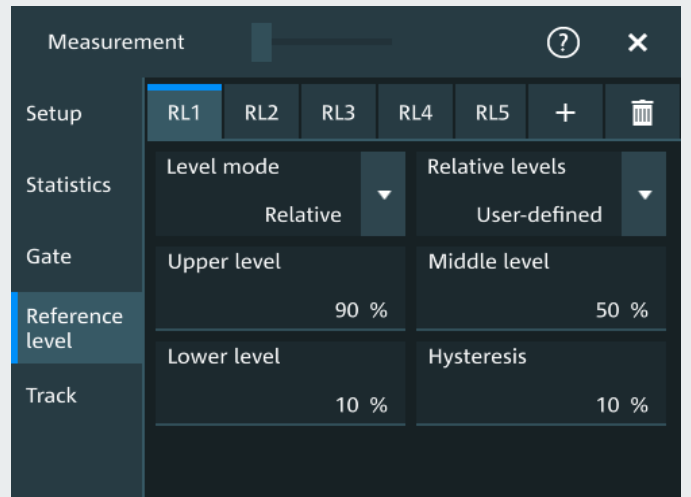 Measurement
?
Setup
Statistics
Gate
Reference
level
Track
RL1 RL2 RL3 RL4 RL5 +
Level mode
Relative
Relative levels
User-defined
Upper level
90 %
Middle level
50 %
Lower level
10 %
Hysteresis
10 %